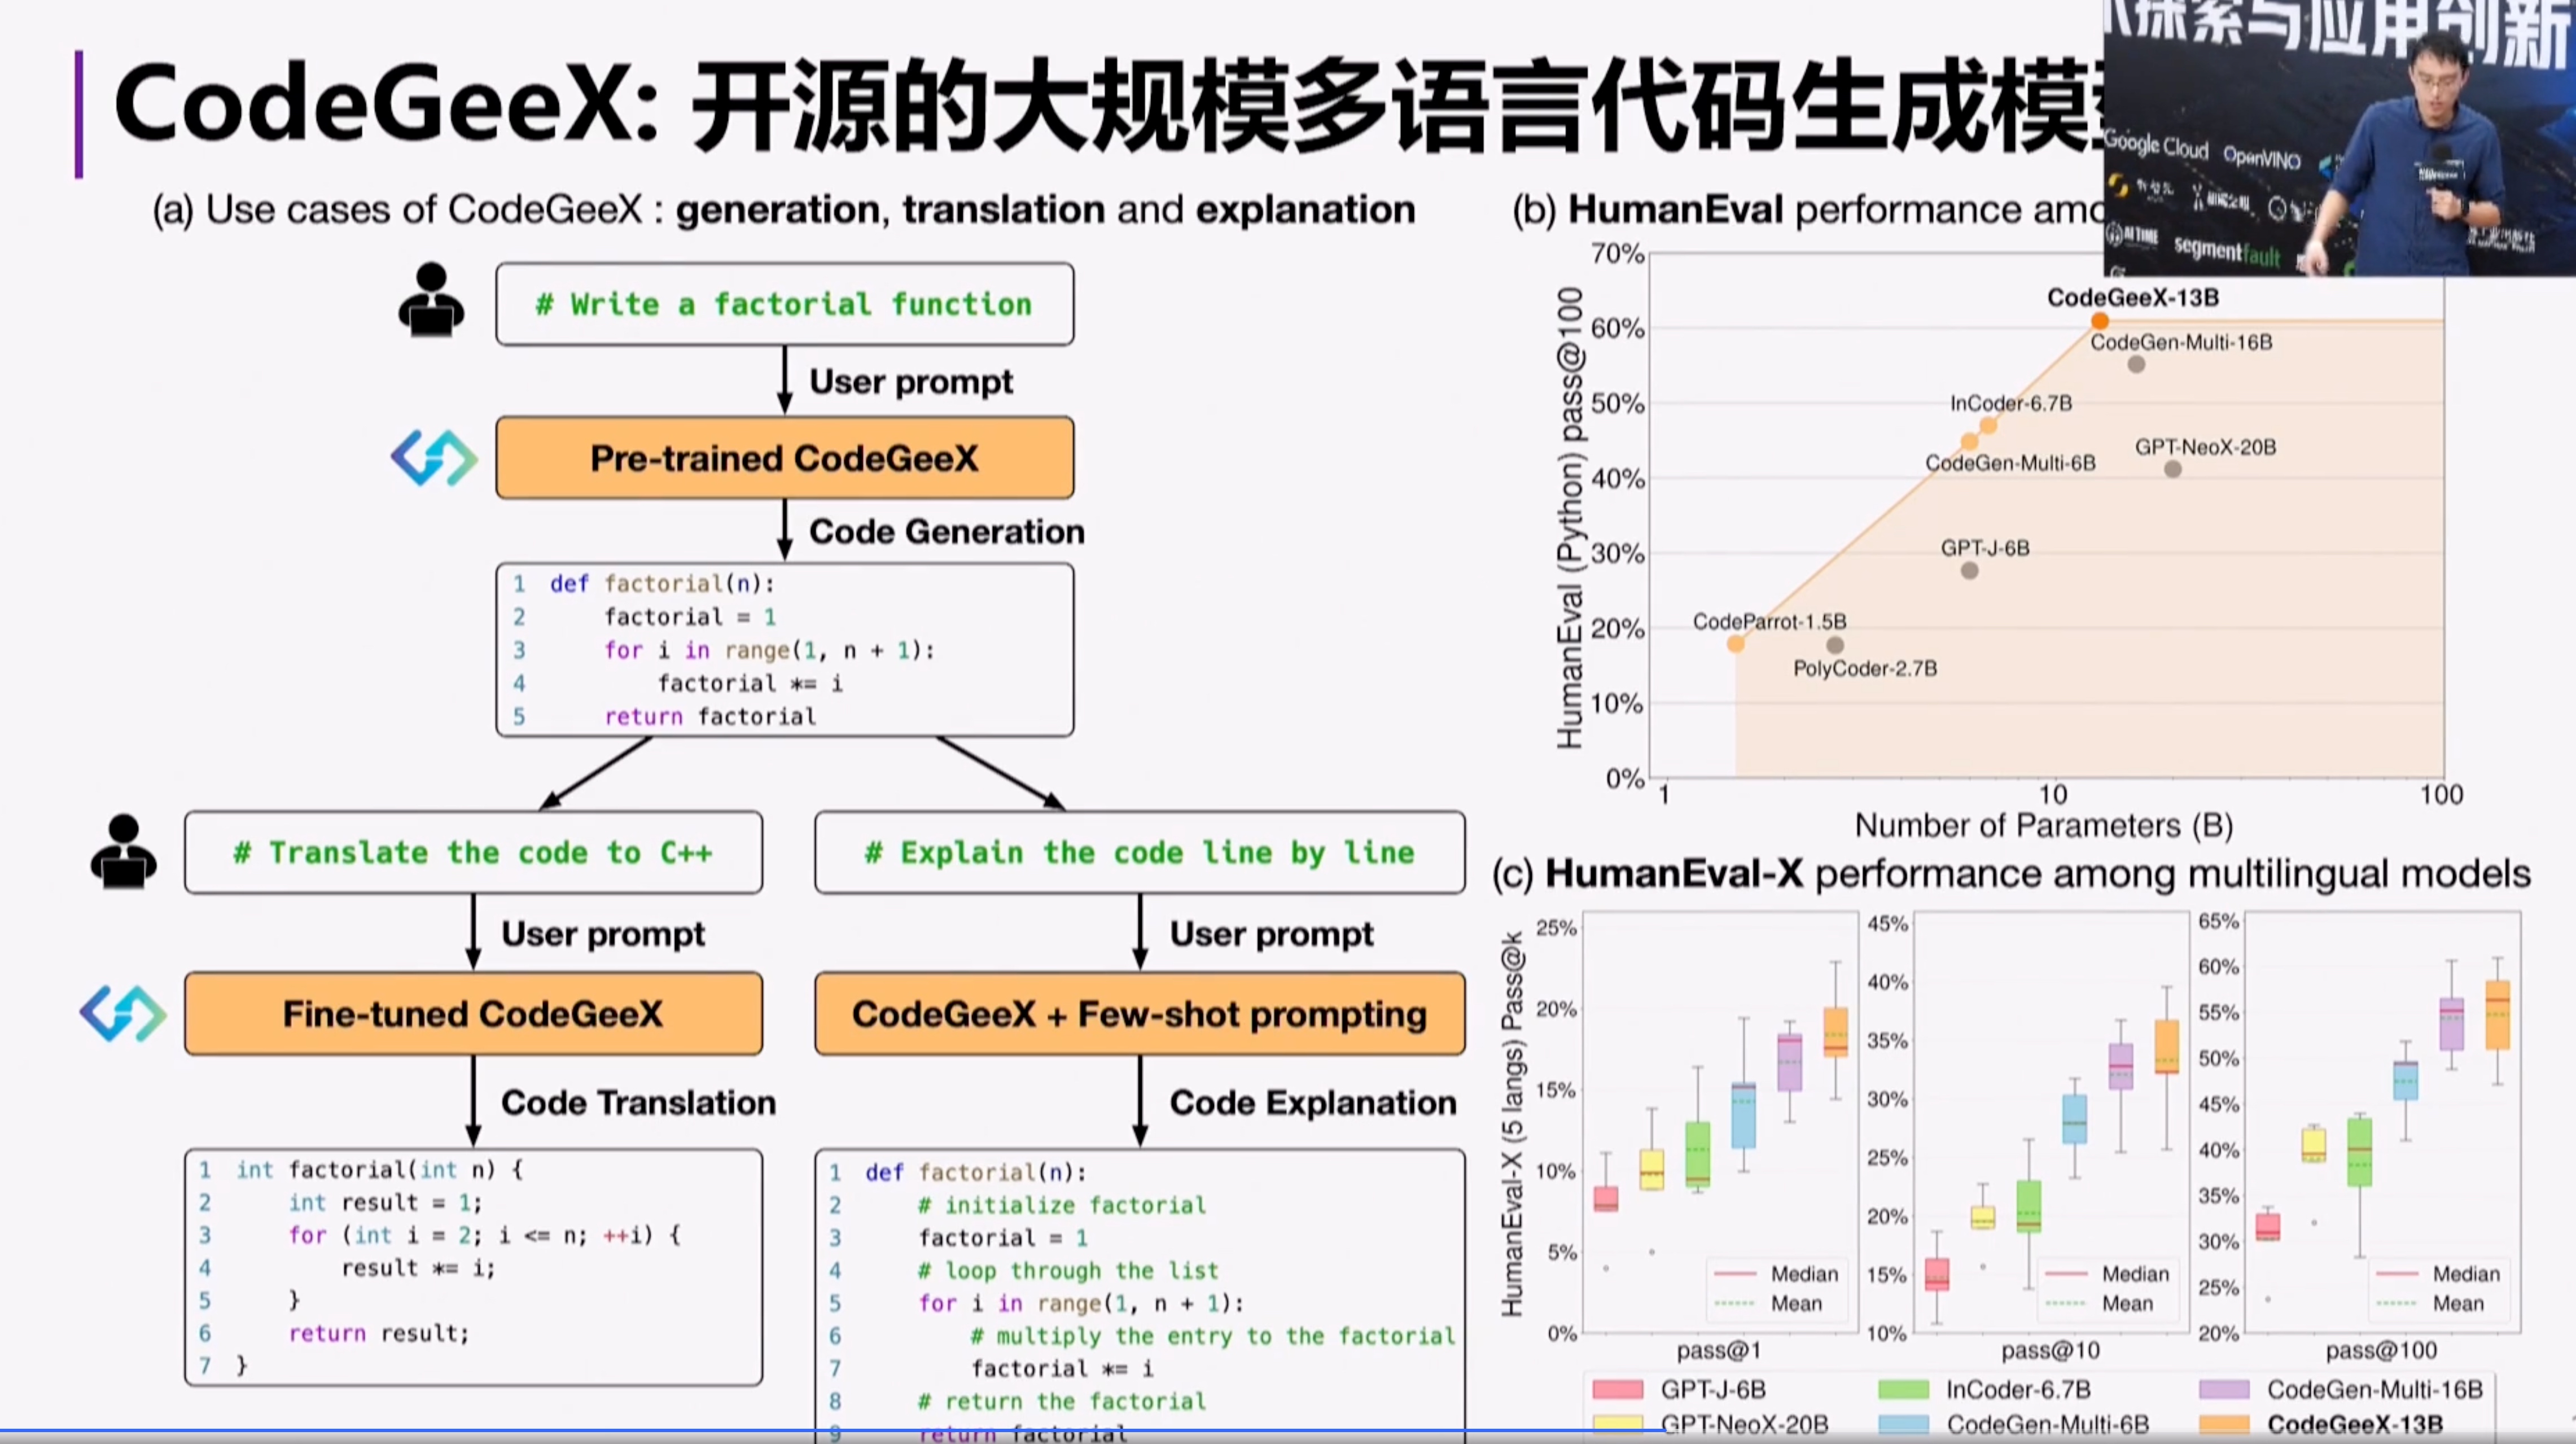 CodeGeeX: 开源的大规模多语言代码生成模
探索与应用创新
Google Cloud OpenVINO
AI TIME segmentfault
(a) Use cases of CodeGeeX : generation, translation and explanation
# Write a factorial function
User prompt
Pre-trained CodeGeeX
Code Generation
1 def factorial(n):
2 factorial = 1
3 for i in range(1, n + 1):
4 factorial *= i
5 return factorial
# Translate the code to C++
User prompt
Fine-tuned CodeGeeX
Code Translation
1 int factorial(int n) {
2 int result = 1;
3 for (int i = 2; i <= n; ++i) {
4 result *= i;
5 }
6 return result;
7 }
# Explain the code line by line
User prompt
CodeGeeX + Few-shot prompting
Code Explanation
1 def factorial(n):
2 # initialize factorial
3 factorial = 1
4 # loop through the list
5 for i in range(1, n + 1):
6 # multiply the entry to the factorial
7 factorial *= i
8 # return the factorial
9 return factorial
(b) HumanEval performance amo
HumanEval (Python) pass@100
70%
60%
50%
40%
30%
20%
10%
0%
CodeGeeX-13B
CodeGen-Multi-16B
InCoder-6.7B
GPT-NeoX-20B
CodeGen-Multi-6B
GPT-J-6B
CodeParrot-1.5B
PolyCoder-2.7B
1 10 100
Number of Parameters (B)
(c) HumanEval-X performance among multilingual models
HumanEval-X (5 langs) Pass@k
25%
20%
15%
10%
5%
0%
Median
Mean
pass@1
45%
40%
35%
30%
25%
20%
15%
10%
Median
Mean
pass@10
65%
60%
55%
50%
45%
40%
35%
30%
25%
20%
Median
Mean
pass@100
GPT-J-6B InCoder-6.7B CodeGen-Multi-16B
GPT-NeoX-20B CodeGen-Multi-6B CodeGeeX-13B